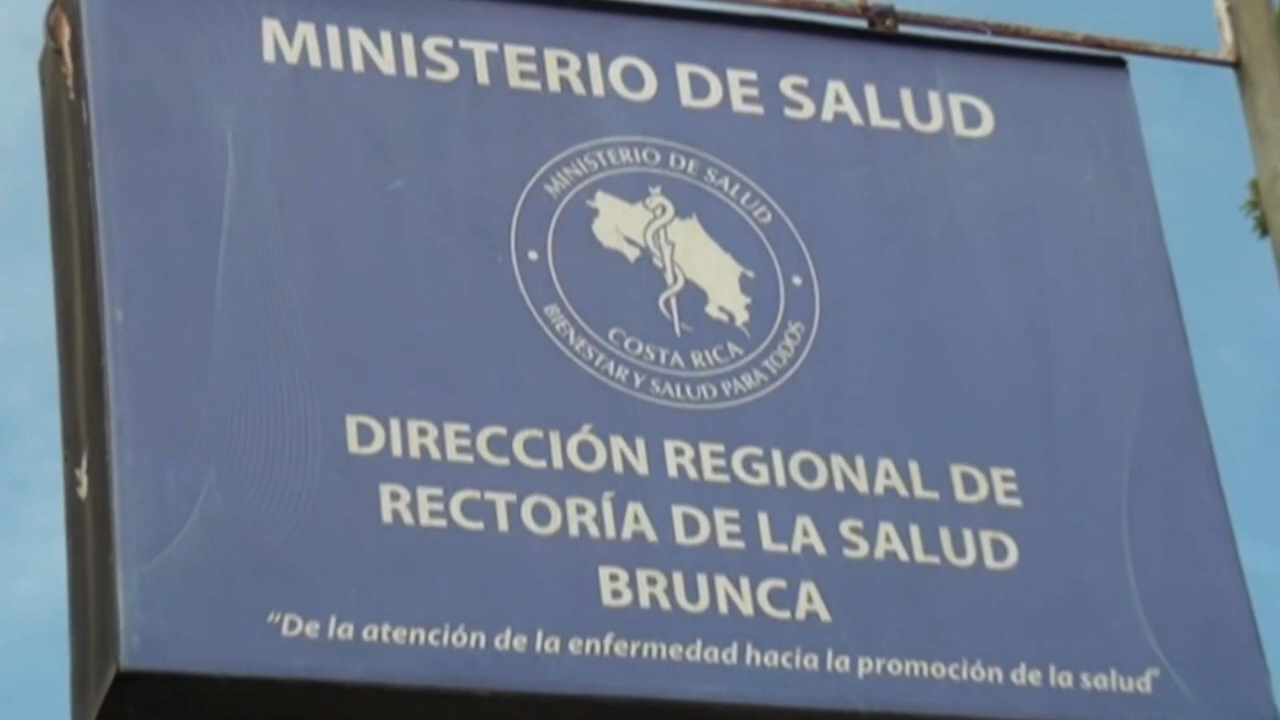 MINISTERIO DE SALUD
MINISTERIO DE SALUD
COSTA RICA
BIENESTAR Y SALUD PARA TODOS
DIRECCIÓN REGIONAL DE
RECTORÍA DE LA SALUD
BRUNCA
“De la atención de la enfermedad hacia la promoción de la salud”